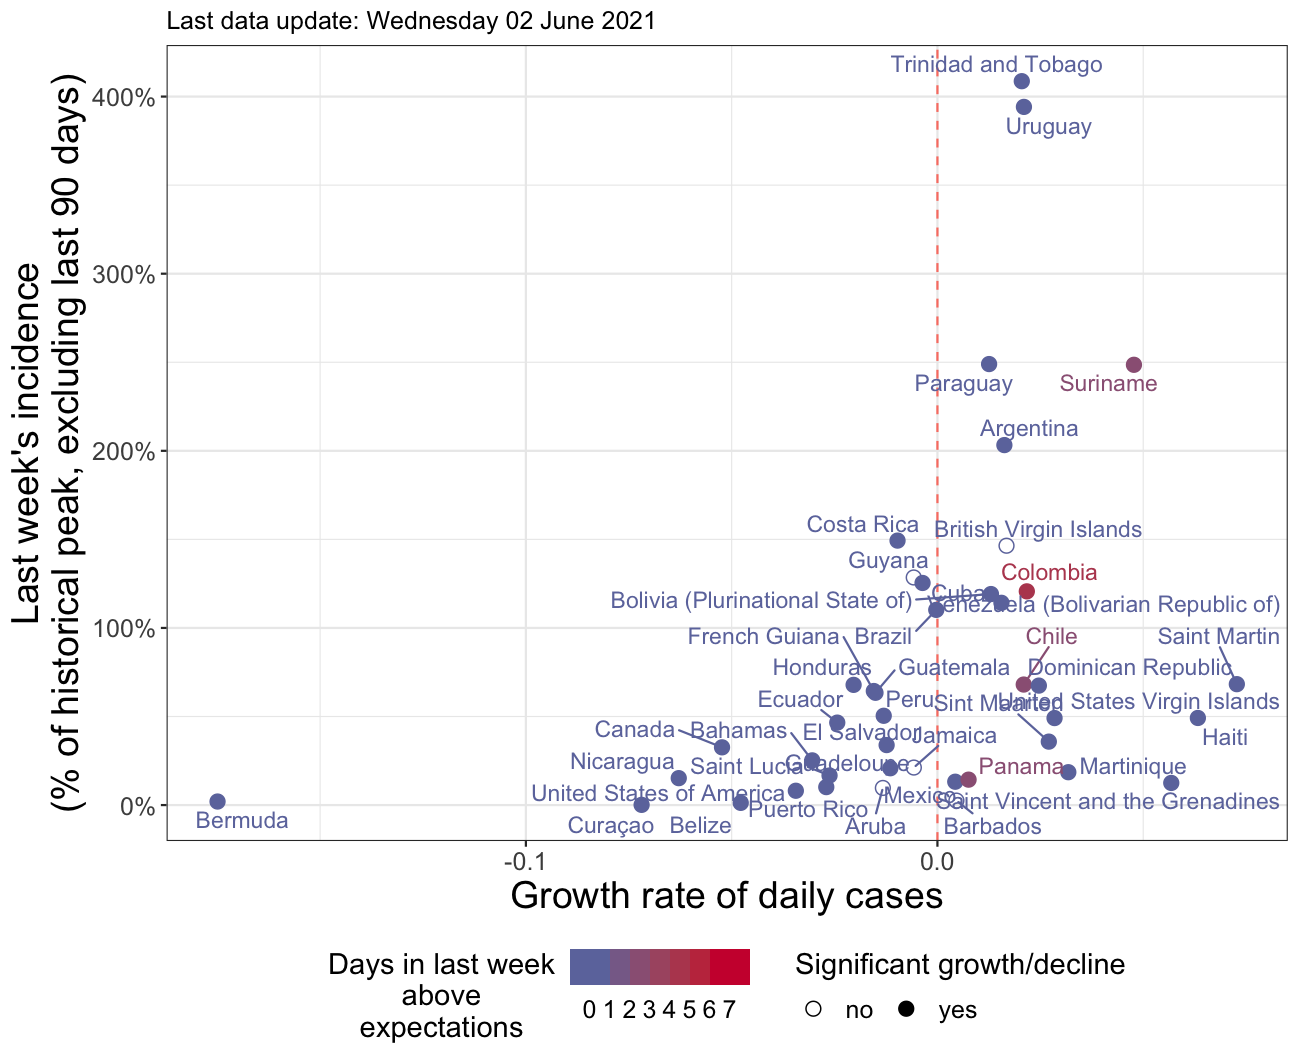 Last data update: Wednesday 02 June 2021
Last week's incidence
(% of historical peak, excluding last 90 days)
400%
300%
200%
100%
0%
Trinidad and Tobago
Uruguay
Paraguay
Suriname
Argentina
Costa Rica
British Virgin Islands
Guyana
Colombia
Cuba
Bolivia (Plurinational State of)
Venezuela (Bolivarian Republic of)
French Guiana
Brazil
Chile
Saint Martin
Honduras
Guatemala
Dominican Republic
Ecuador
Peru
Sint Maarten
United States Virgin Islands
Canada
Bahamas
El Salvador
Jamaica
Haiti
Nicaragua
Saint Lucia
Guadeloupe
Panama
Martinique
United States of America
Mexico
Saint Vincent and the Grenadines
Puerto Rico
Bermuda
Curaçao
Belize
Aruba
Barbados
-0.1
0.0
Growth rate of daily cases
Days in last week
above
expectations
0 1 2 3 4 5 6 7
Significant growth/decline
no
yes